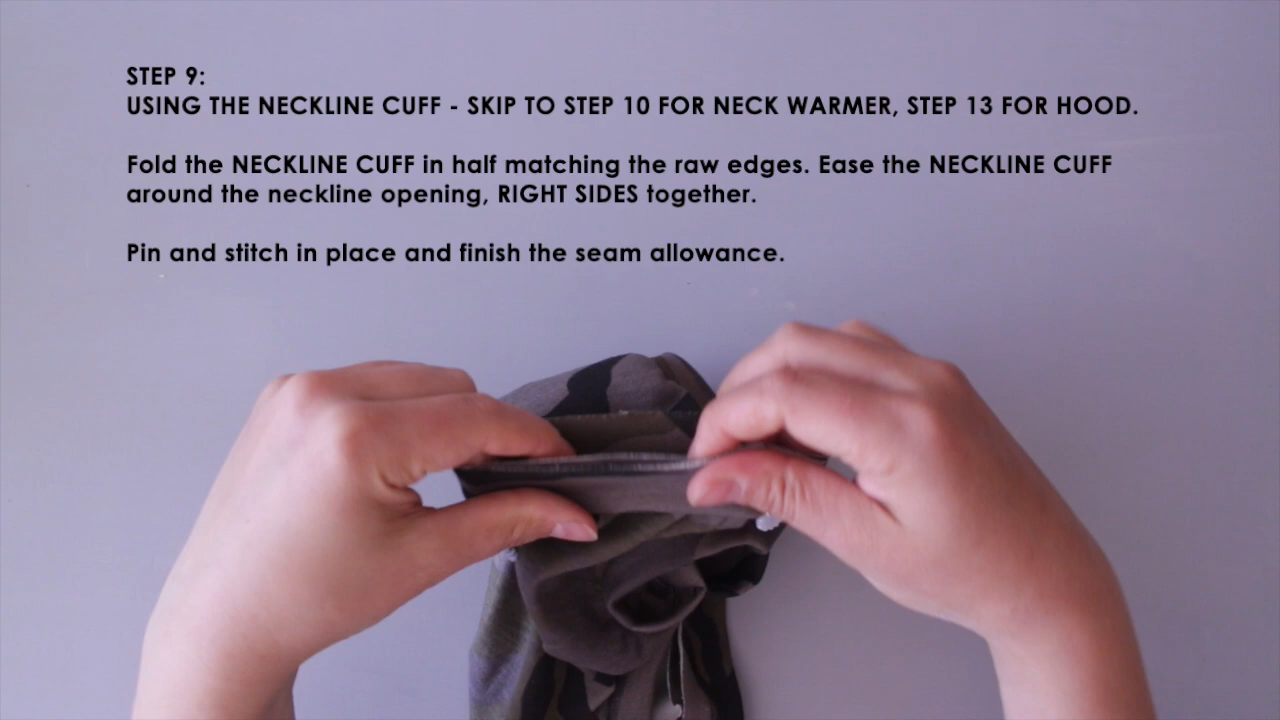 STEP 9:
USING THE NECKLINE CUFF - SKIP TO STEP 10 FOR NECK WARMER, STEP 13 FOR HOOD.
Fold the NECKLINE CUFF in half matching the raw edges. Ease the NECKLINE CUFF
around the neckline opening, RIGHT SIDES together.
Pin and stitch in place and finish the seam allowance.